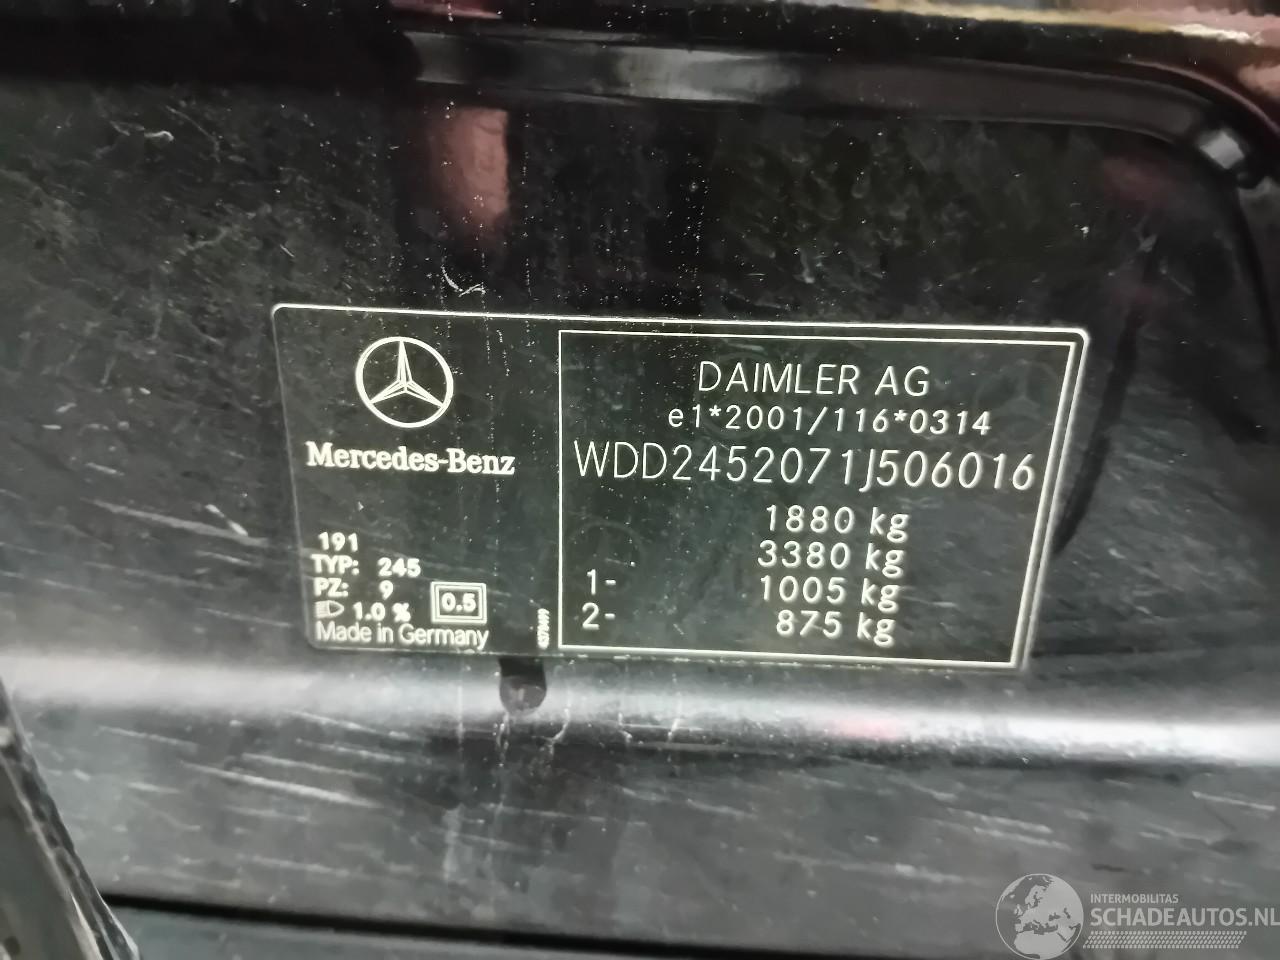 Mercedes-Benz
191
TYP: 245
PZ: 9
1.0 %
0.5
Made in Germany
DAIMLER AG
e1*2001/116*0314
WDD2452071J506016
1880 kg
3380 kg
1- 1005 kg
2- 875 kg
INTERMOBILITAS
SCHADEAUTOS.NL